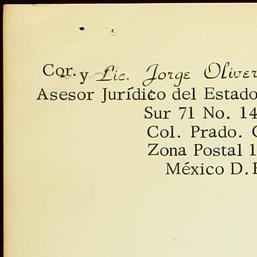 Cor. y Lic. Jorge Oliver
Asesor Jurídico del Estado
Sur 71 No. 14
Col. Prado. C
Zona Postal 1
México D.F